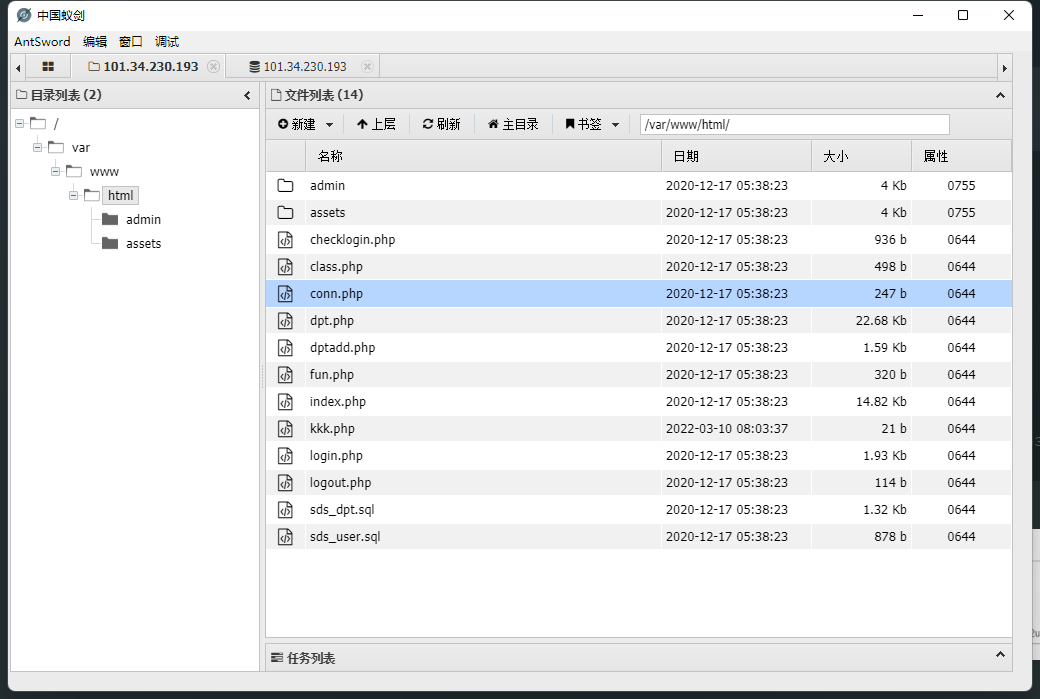 中国蚁剑
AntSword 编辑 窗口 调试
101.34.230.193 101.34.230.193
目录列表 (2)
/
var
www
html
admin
assets
文件列表 (14)
新建 上层 刷新 主目录 书签 /var/www/html/
名称 日期 大小 属性
admin 2020-12-17 05:38:23 4 Kb 0755
assets 2020-12-17 05:38:23 4 Kb 0755
checklogin.php 2020-12-17 05:38:23 936 b 0644
class.php 2020-12-17 05:38:23 498 b 0644
conn.php 2020-12-17 05:38:23 247 b 0644
dpt.php 2020-12-17 05:38:23 22.68 Kb 0644
dptadd.php 2020-12-17 05:38:23 1.59 Kb 0644
fun.php 2020-12-17 05:38:23 320 b 0644
index.php 2020-12-17 05:38:23 14.82 Kb 0644
kkk.php 2022-03-10 08:03:37 21 b 0644
login.php 2020-12-17 05:38:23 1.93 Kb 0644
logout.php 2020-12-17 05:38:23 114 b 0644
sds_dpt.sql 2020-12-17 05:38:23 1.32 Kb 0644
sds_user.sql 2020-12-17 05:38:23 878 b 0644
任务列表